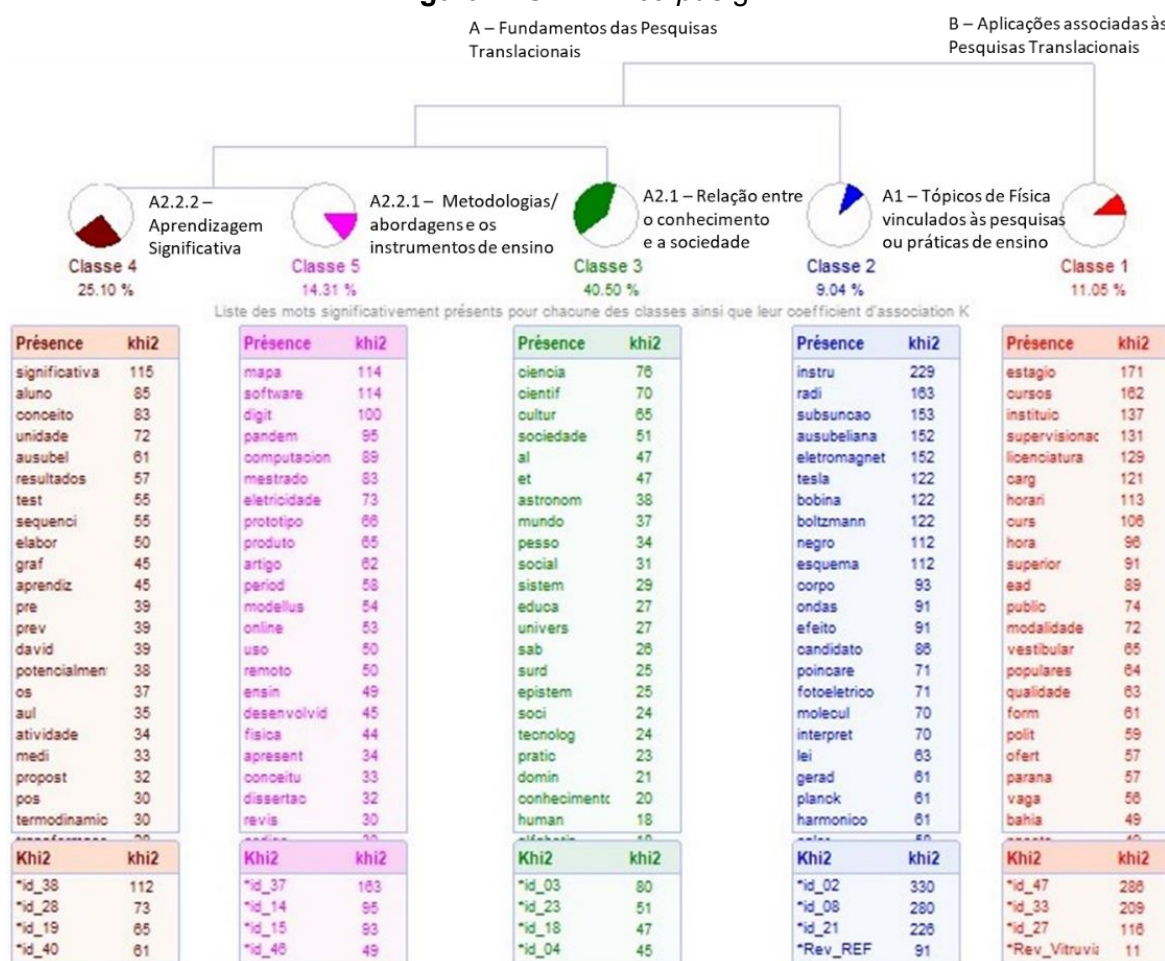 A – Fundamentos das Pesquisas
Translacionais
B – Aplicações associadas às
Pesquisas Translacionais
A2.2.2 –
Aprendizagem
Significativa
A2.2.1 – Metodologias/
abordagens e os
instrumentos de ensino
A2.1 – Relação entre
o conhecimento
e a sociedade
A1 – Tópicos de Física
vinculados às pesquisas
ou práticas de ensino
Classe 4
25.10 %
Classe 5
14.31 %
Classe 3
40.50 %
Classe 2
9.04 %
Classe 1
11.05 %
Liste des mots significativement présents pour chacune des classes ainsi que leur coefficient d'association K
Présence khi2
significativa 115
aluno 85
conceito 83
unidade 72
ausubel 61
resultados 57
test 55
sequenci 55
elabor 50
graf 45
aprendiz 45
pre 39
prev 39
david 39
potencialmen 38
os 37
aul 35
atividade 34
medi 33
propost 32
pos 30
termodinamic 30
Khi2 khi2
*id_38 112
*id_28 73
*id_19 65
*id_40 61
Présence khi2
mapa 114
software 114
digit 100
pandem 95
computacion 89
mestrado 83
eletricidade 73
prototipo 66
produto 65
artigo 62
period 58
modellus 54
online 53
uso 50
remoto 50
ensin 49
desenvolvid 45
fisica 44
apresent 34
conceitu 33
dissertac 32
revis 30
Khi2 khi2
*id_37 163
*id_14 95
*id_15 93
*id_46 49
Présence khi2
ciencia 76
cientif 70
cultur 65
sociedade 51
al 47
et 47
astronom 38
mundo 37
pesso 34
social 31
sistem 29
educa 27
univers 27
sab 26
surd 25
epistem 25
soci 24
tecnolog 24
pratic 23
domin 21
conhecimentc 20
human 18
Khi2 khi2
*id_03 80
*id_23 51
*id_18 47
*id_04 45
Présence khi2
instru 229
radi 163
subsuncao 153
ausubeliana 152
eletromagnet 152
tesla 122
bobina 122
boltzmann 122
negro 112
esquema 112
corpo 93
ondas 91
efeito 91
candidato 86
poincare 71
fotoeletrico 71
molecul 70
interpret 70
lei 63
gerad 61
planck 61
harmonico 61
Khi2 khi2
*id_02 330
*id_08 280
*id_21 226
*Rev_REF 91
Présence khi2
estagio 171
cursos 162
instituic 137
supervisionac 131
licenciatura 129
carg 121
horari 113
curs 106
hora 96
superior 91
ead 89
public 74
modalidade 72
vestibular 65
populares 64
qualidade 63
form 61
polit 59
ofert 57
parana 57
vaga 56
bahia 49
Khi2 khi2
*id_47 286
*id_33 209
*id_27 116
*Rev_Vitruvia 11